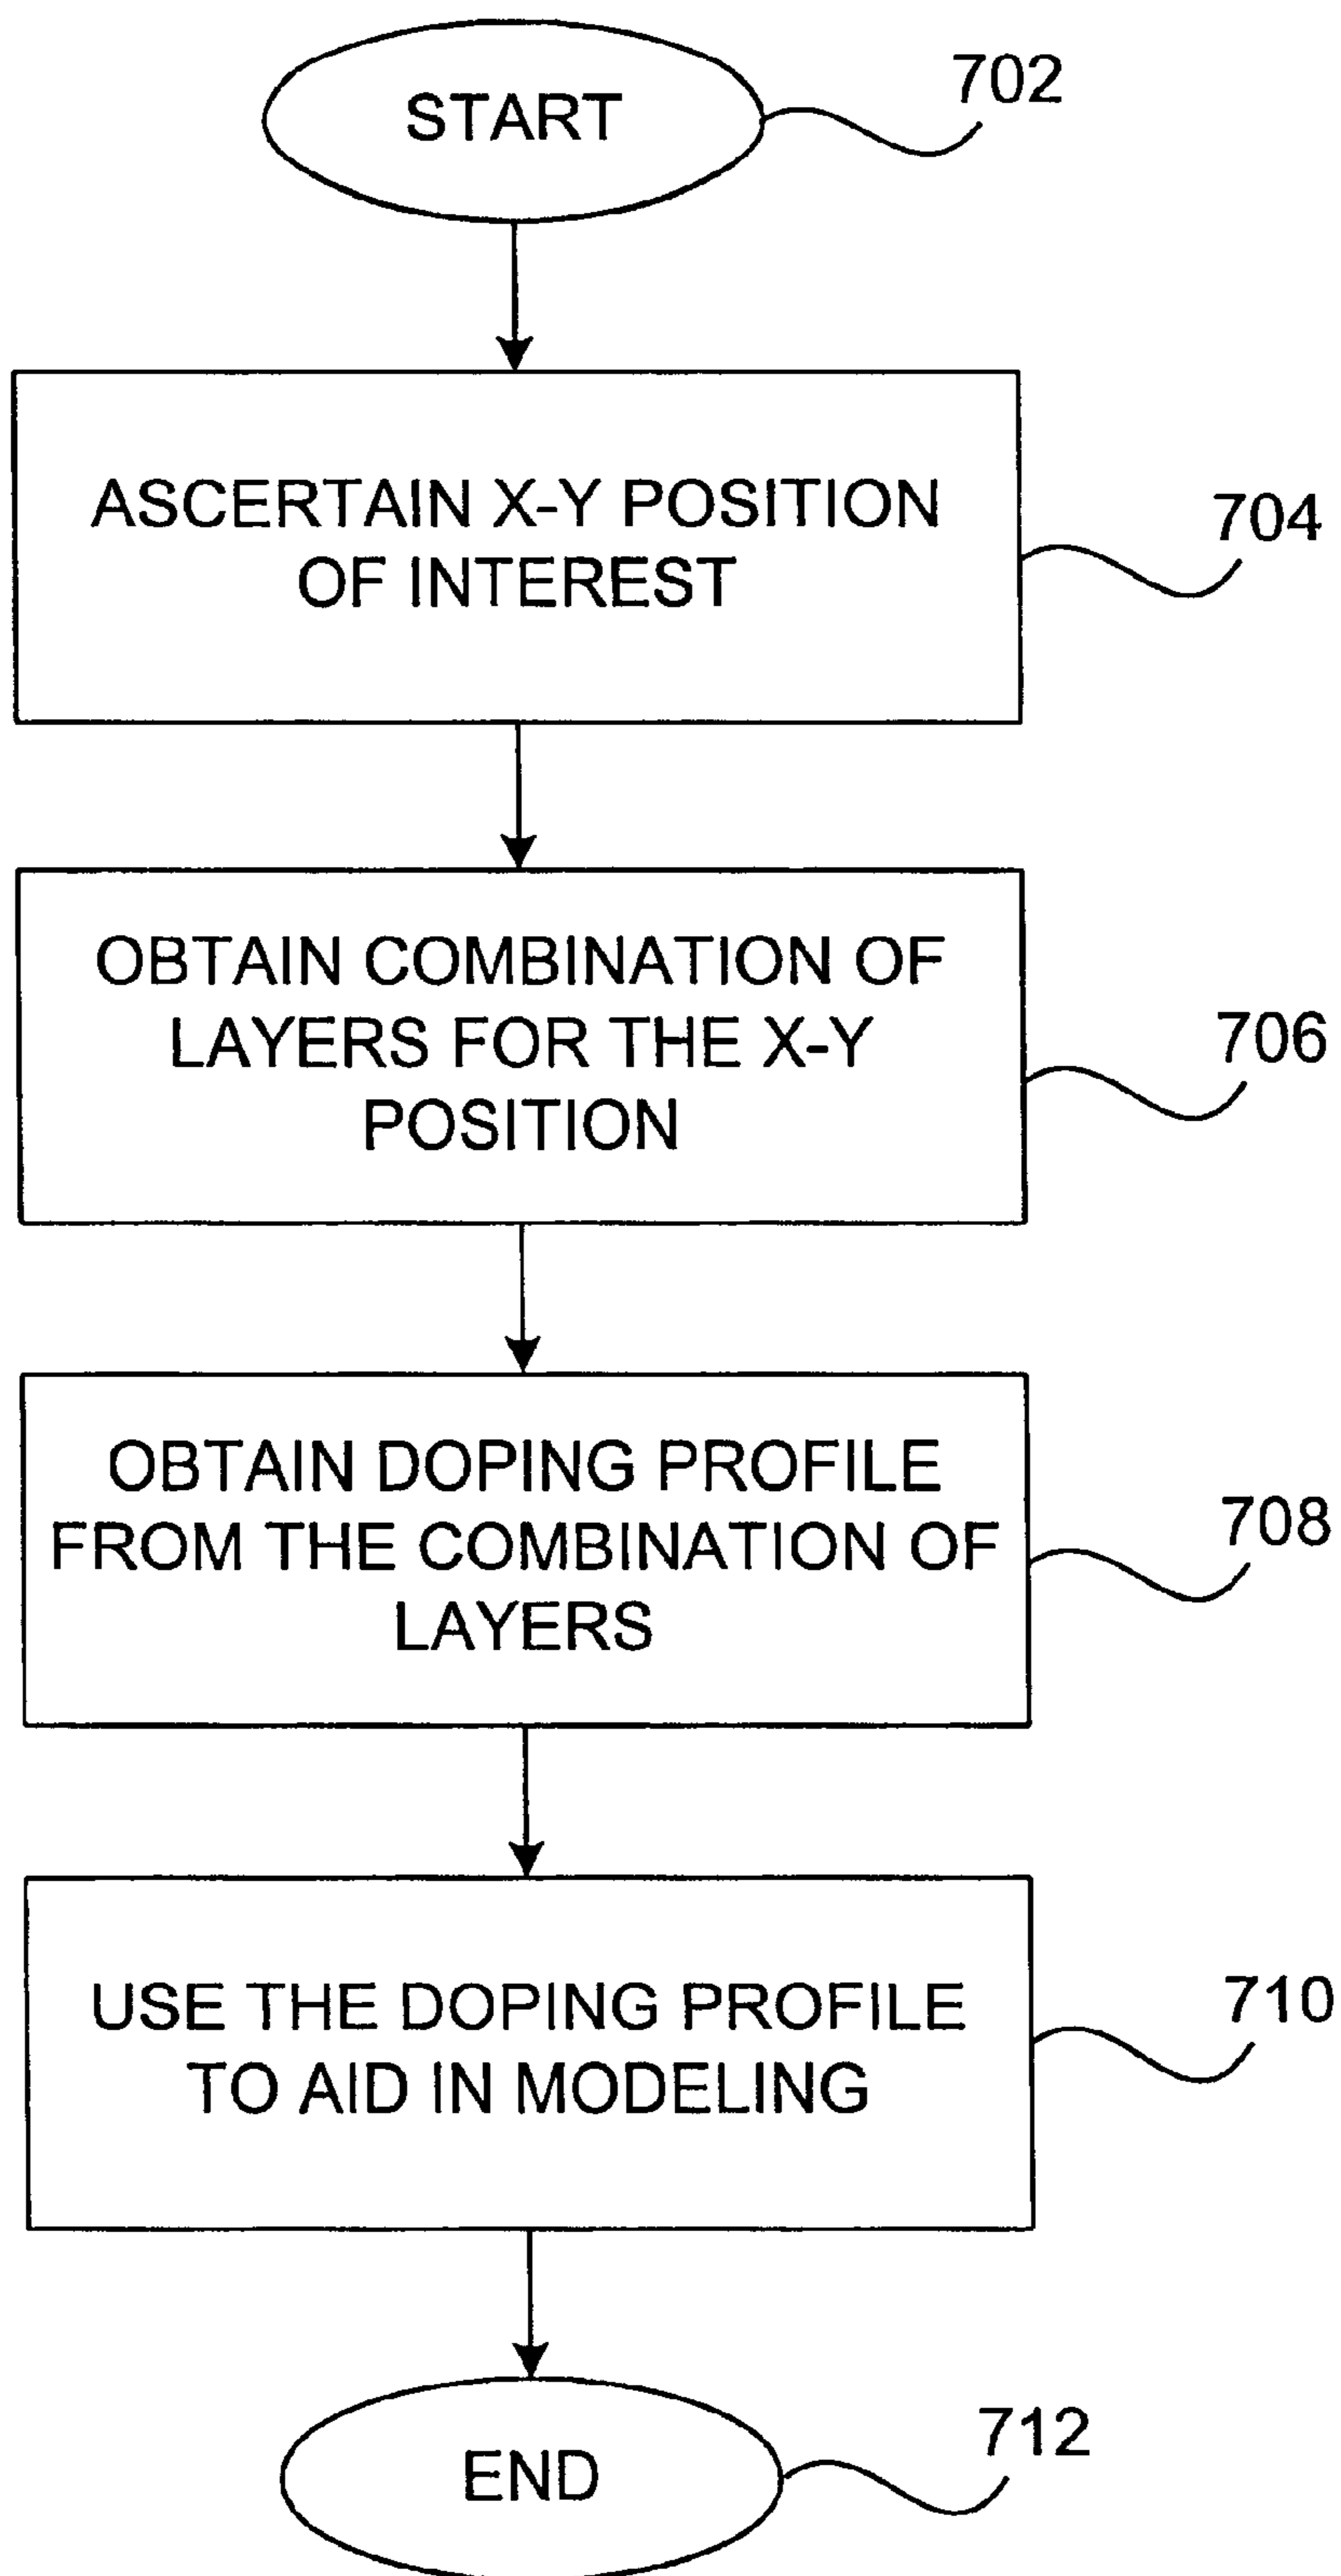 START
702
ASCERTAIN X-Y POSITION
OF INTEREST
704
OBTAIN COMBINATION OF
LAYERS FOR THE X-Y
POSITION
706
OBTAIN DOPING PROFILE
FROM THE COMBINATION OF
LAYERS
708
USE THE DOPING PROFILE
TO AID IN MODELING
710
END
712